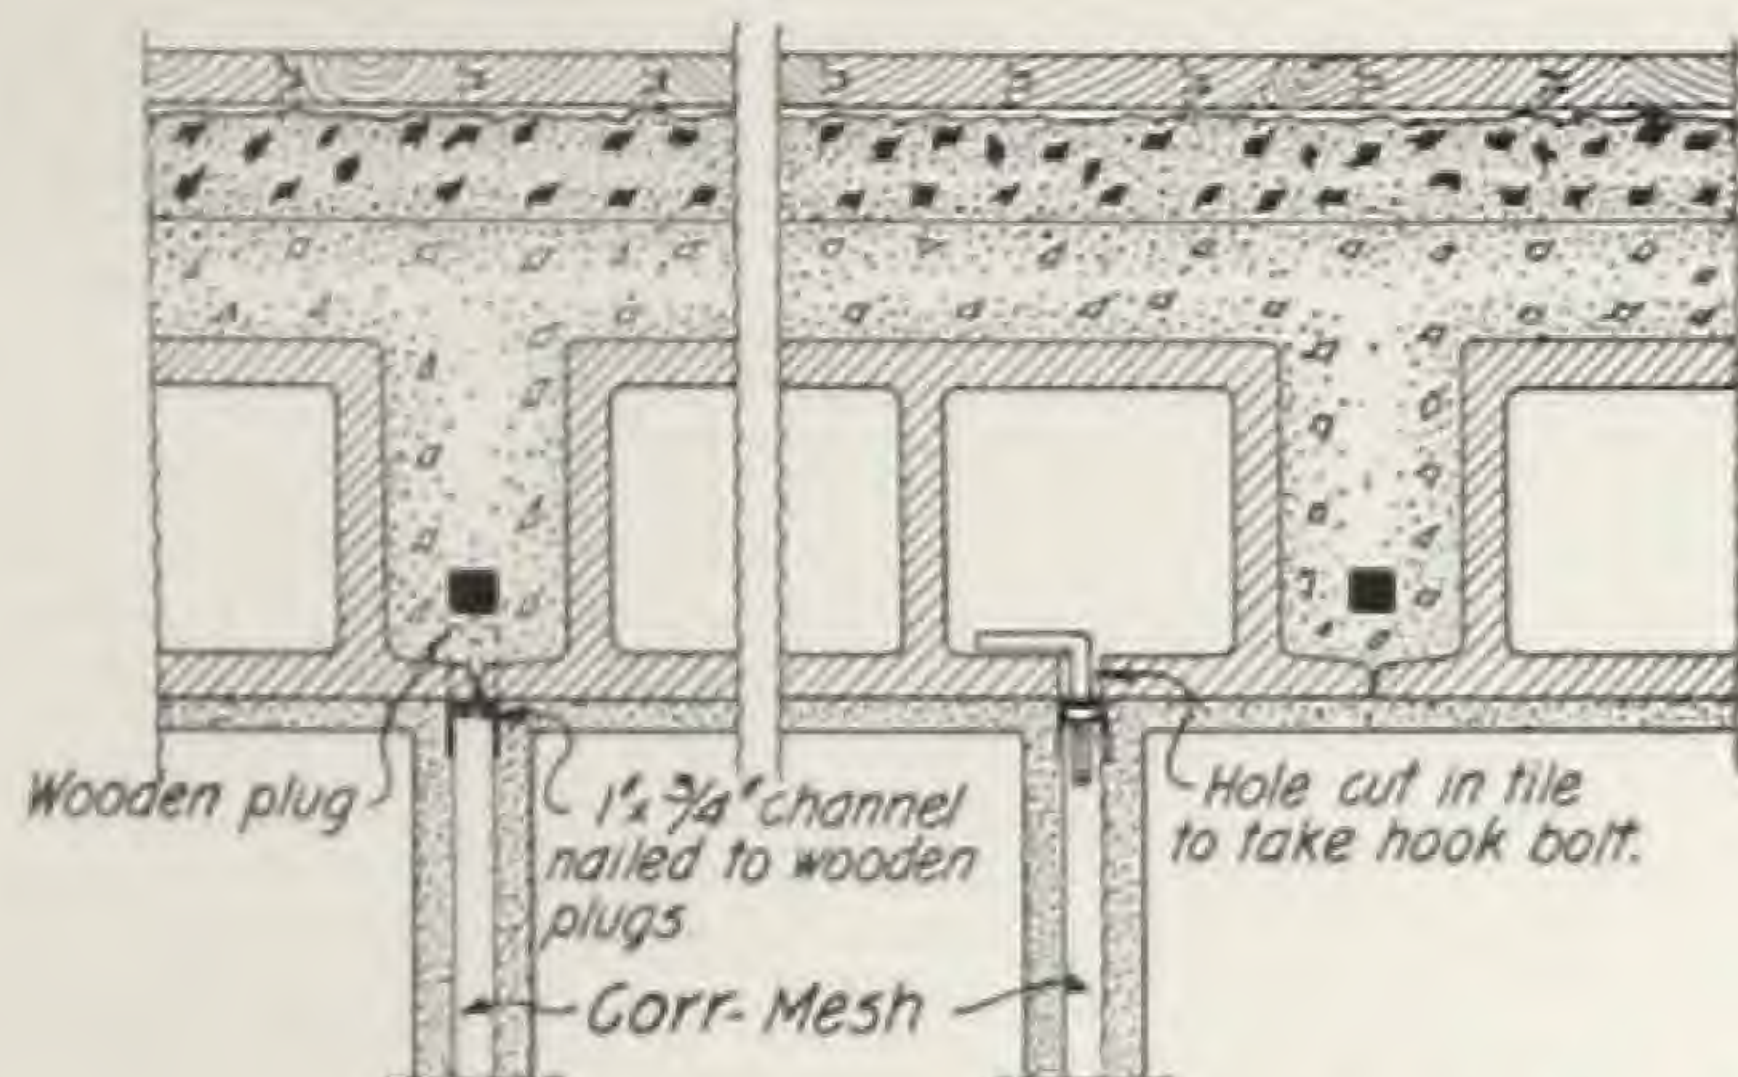 Wooden plug
1"x 3/4" channel
nailed to wooden
plugs
Hole cut in tile
to take hook bolt.
Corr-Mesh